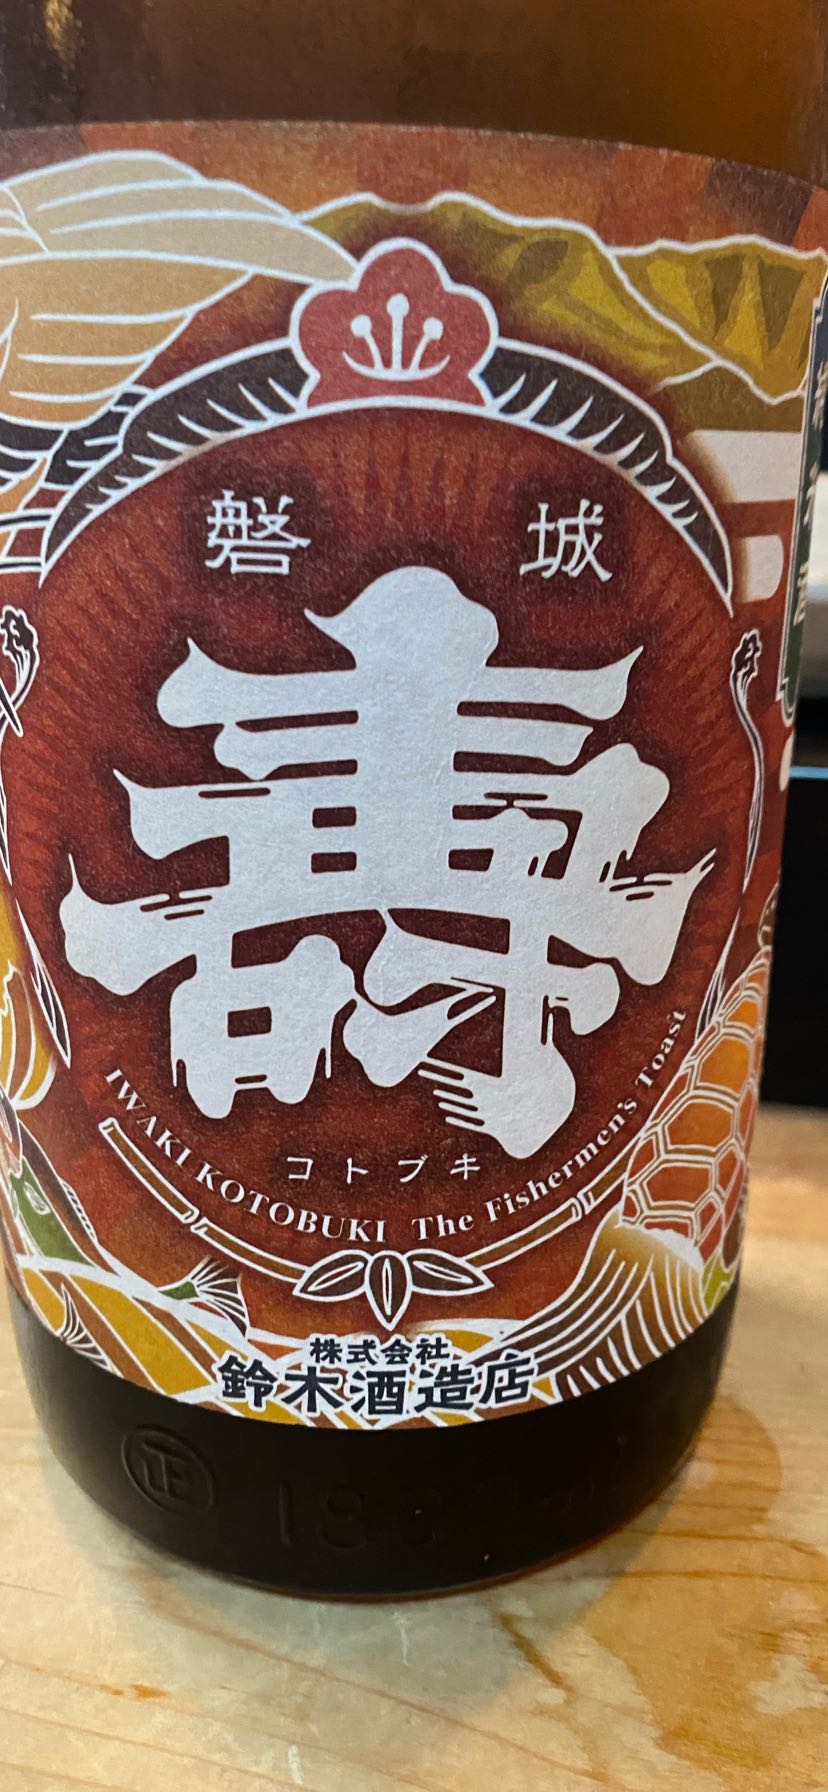 磐城
壽
コトブキ
IWAKI KOTOBUKI The Fishermen's Toast
株式会社
鈴木酒造店
正